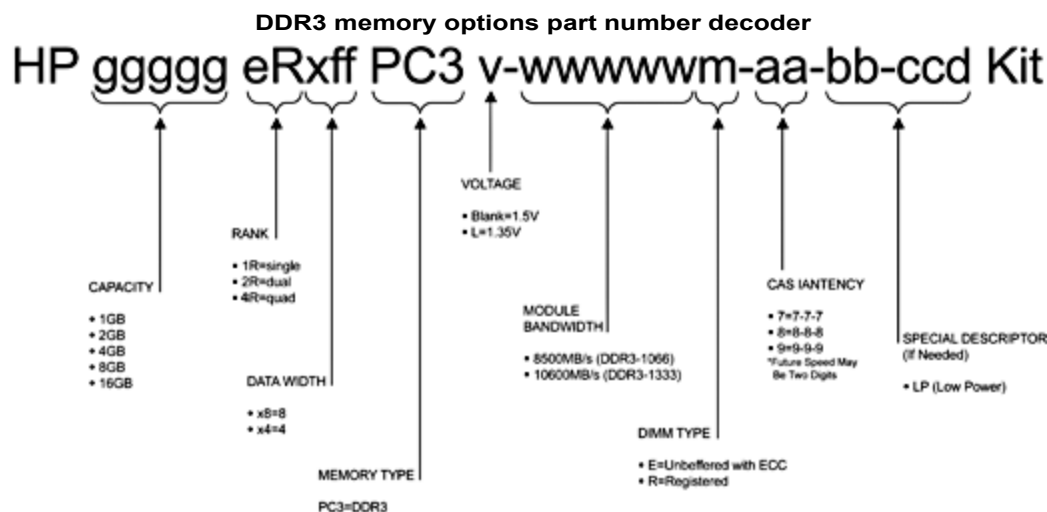 DDR3 memory options part number decoder
HP ggggg eRxff PC3 v-wwwwwm-aa-bb-ccd Kit
VOLTAGE
▪ Blank=1.5V
▪ L=1.35V
RANK
▪ 1R=single
▪ 2R=dual
▪ 4R=quad
CAPACITY
▪ 1GB
▪ 2GB
▪ 4GB
▪ 8GB
▪ 16GB
CAS lANTENCY
▪ 7=7-7-7
▪ 8=8-8-8
▪ 9=9-9-9
*Future Speed May
Be Two Digits
MODULE
BANDWIDTH
▪ 8500MB/s (DDR3-1066)
▪ 10600MB/s (DDR3-1333)
SPECIAL DESCRIPTOR
(If Needed)
▪ LP (Low Power)
DATA WIDTH
▪ x8=8
▪ x4=4
DIMM TYPE
▪ E=Unbeffered with ECC
▪ R=Registered
MEMORY TYPE
PC3=DDR3